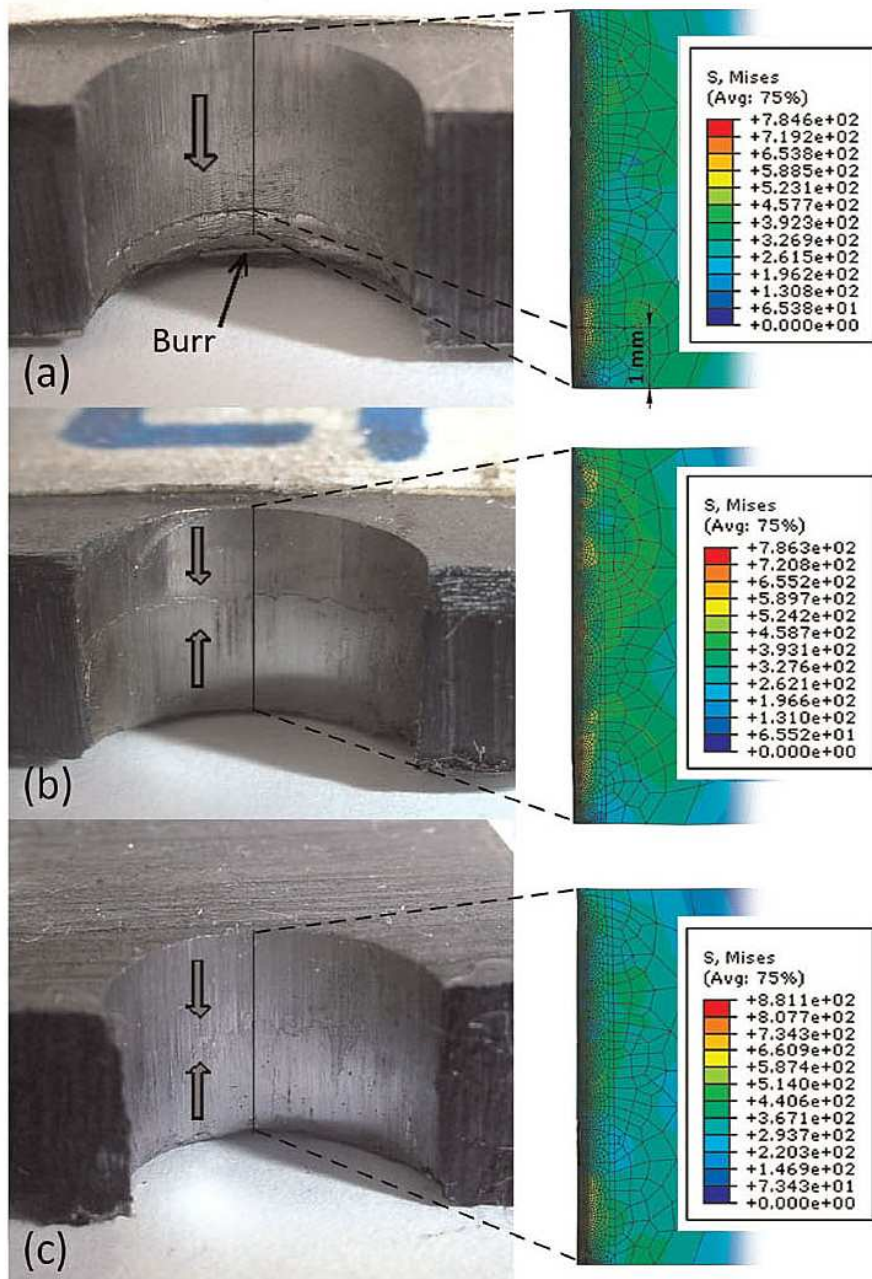 S, Mises
(Avg: 75%)
+7.846e+02
+7.192e+02
+6.538e+02
+5.885e+02
+5.231e+02
+4.577e+02
+3.923e+02
+3.269e+02
+2.615e+02
+1.962e+02
+1.308e+02
+6.538e+01
+0.000e+00
1 mm
Burr
(a)
S, Mises
(Avg: 75%)
+7.863e+02
+7.208e+02
+6.552e+02
+5.897e+02
+5.242e+02
+4.587e+02
+3.931e+02
+3.276e+02
+2.621e+02
+1.966e+02
+1.310e+02
+6.552e+01
+0.000e+00
(b)
S, Mises
(Avg: 75%)
+8.811e+02
+8.077e+02
+7.343e+02
+6.609e+02
+5.874e+02
+5.140e+02
+4.406e+02
+3.671e+02
+2.937e+02
+2.203e+02
+1.469e+02
+7.343e+01
+0.000e+00
(c)